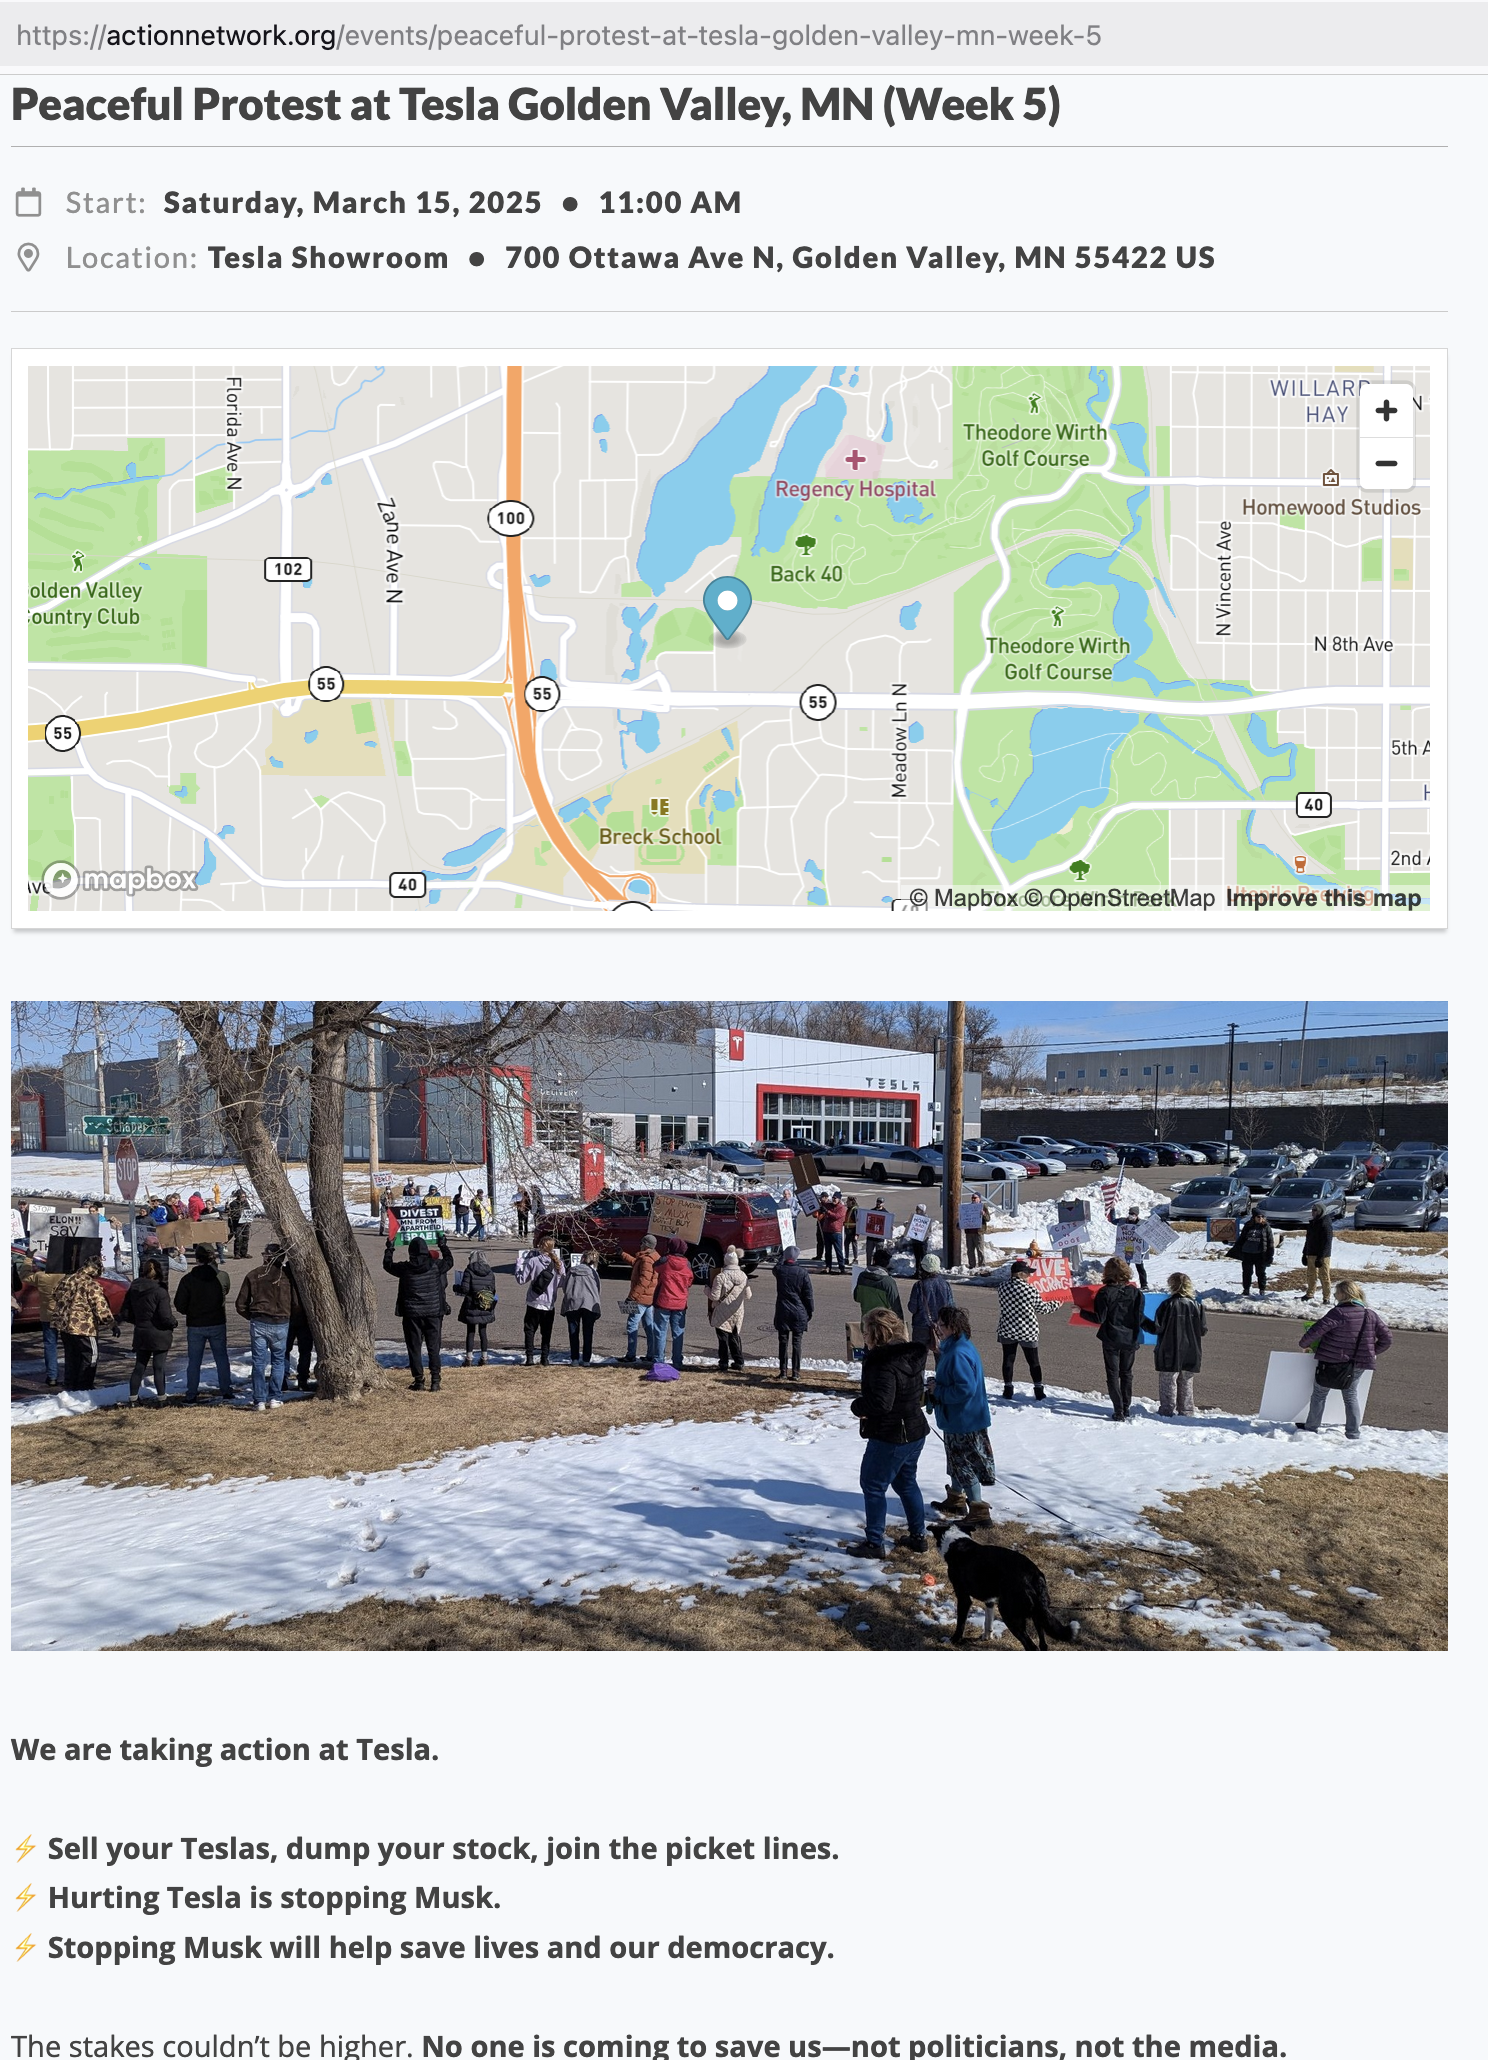 https://actionnetwork.org/events/peaceful-protest-at-tesla-golden-valley-mn-week-5
Peaceful Protest at Tesla Golden Valley, MN (Week 5)
Start: Saturday, March 15, 2025 • 11:00 AM
Location: Tesla Showroom • 700 Ottawa Ave N, Golden Valley, MN 55422 US
Florida Ave N
Zane Ave N
100
102
olden Valley
ountry Club
55
55
55
55
Regency Hospital
Back 40
Theodore Wirth
Golf Course
Theodore Wirth
Golf Course
WILLARD
HAY
N
+
−
Homewood Studios
N Vincent Ave
N 8th Ave
Meadow Ln N
5th A
Breck School
40
40
2nd A
Ave
mapbox
© Mapbox © OpenStreetMap Improve this map
TESLA
DELIVERY
Schaper
STOP
ELON!!
say
DIVEST
MN FROM
APARTHEID
ISRAEL
We are taking action at Tesla.
⚡ Sell your Teslas, dump your stock, join the picket lines.
⚡ Hurting Tesla is stopping Musk.
⚡ Stopping Musk will help save lives and our democracy.
The stakes couldn't be higher. No one is coming to save us—not politicians, not the media.